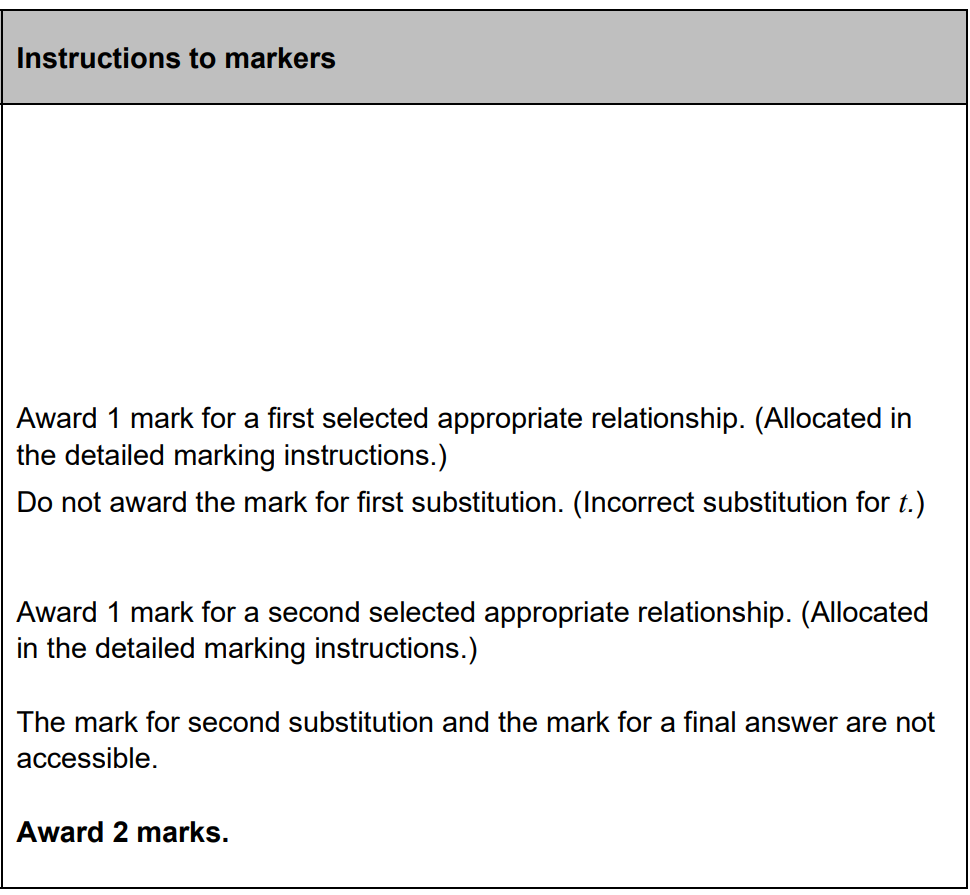 Instructions to markers
Award 1 mark for a first selected appropriate relationship. (Allocated in
the detailed marking instructions.)
Do not award the mark for first substitution. (Incorrect substitution for t.)
Award 1 mark for a second selected appropriate relationship. (Allocated
in the detailed marking instructions.)
The mark for second substitution and the mark for a final answer are not
accessible.
Award 2 marks.